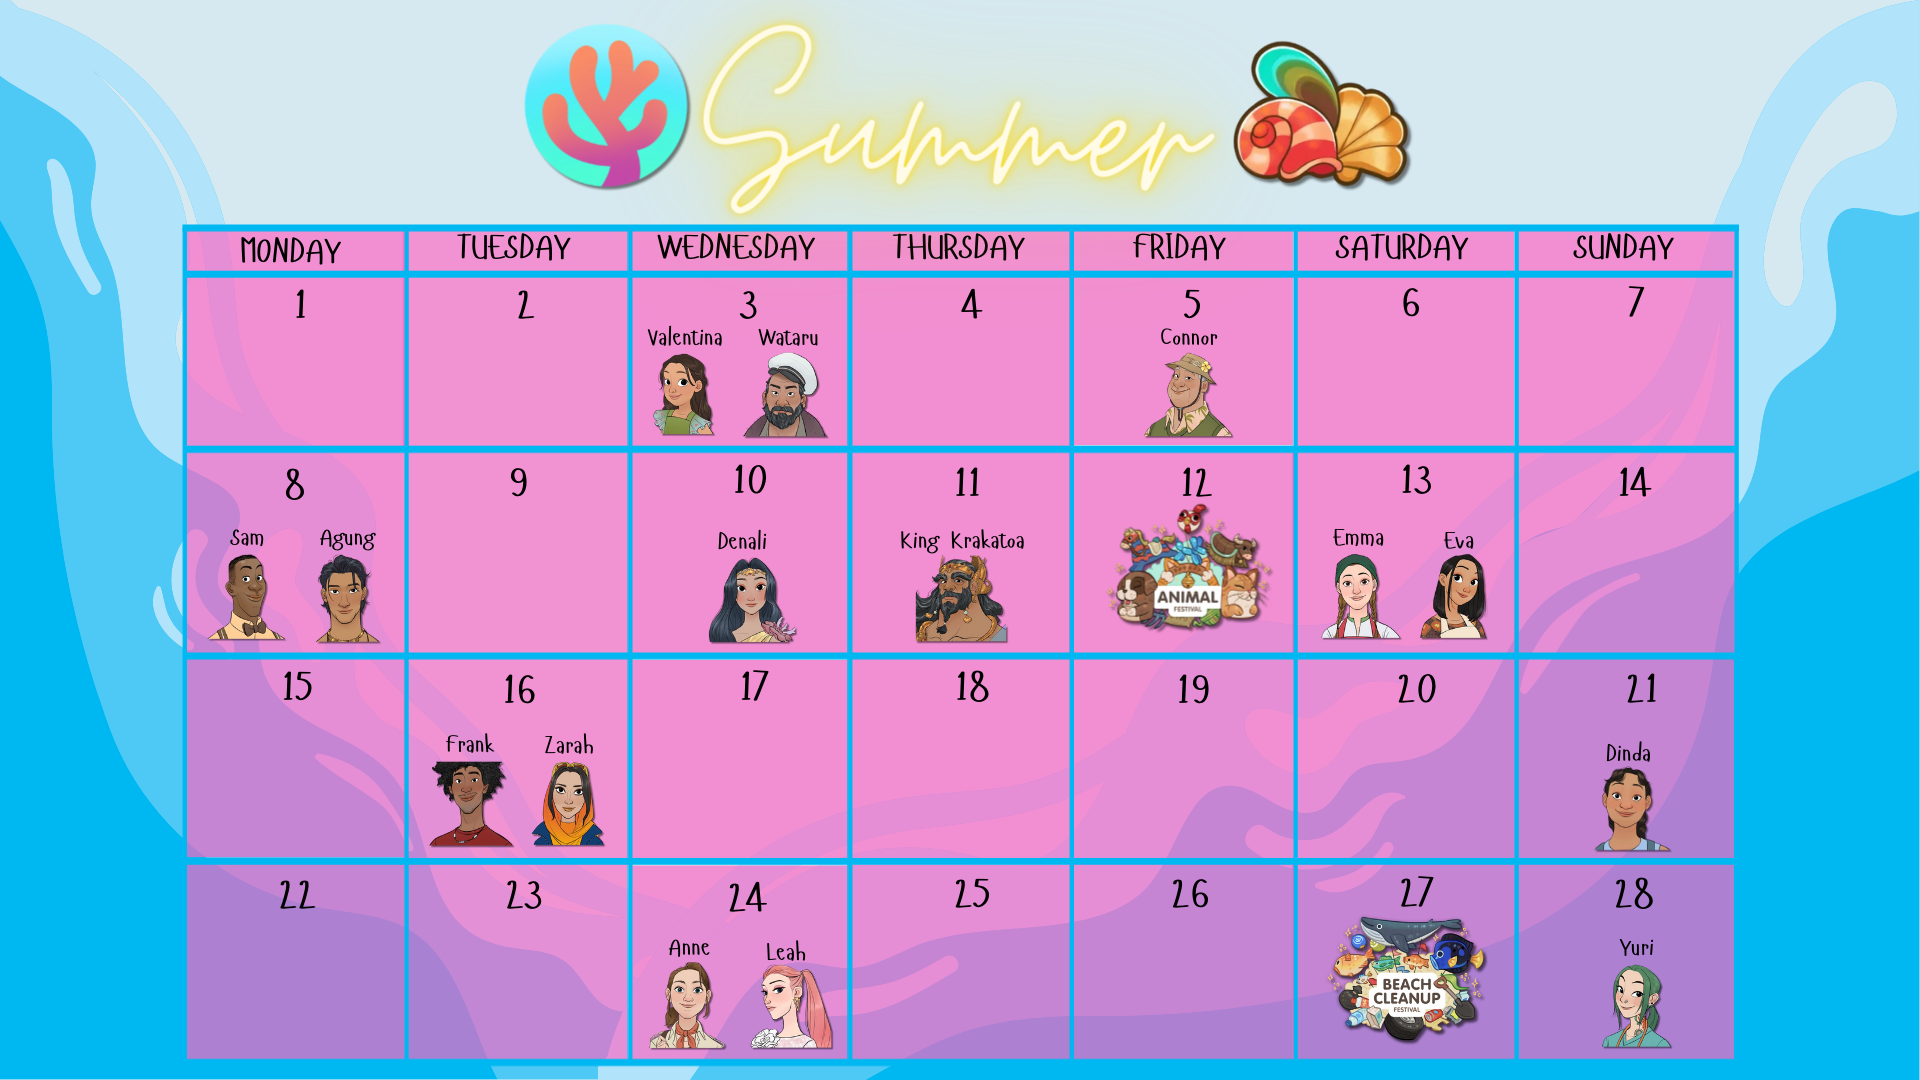 Summer
MONDAY TUESDAY WEDNESDAY THURSDAY FRIDAY SATURDAY SUNDAY
1 2 3 4 5 6 7
Valentina Wataru Connor
8 9 10 11 12 13 14
Sam Agung Denali King Krakatoa Emma Eva
ANIMAL
FESTIVAL
15 16 17 18 19 20 21
Frank Zarah Dinda
22 23 24 25 26 27 28
Anne Leah Yuri
BEACH
CLEANUP
FESTIVAL